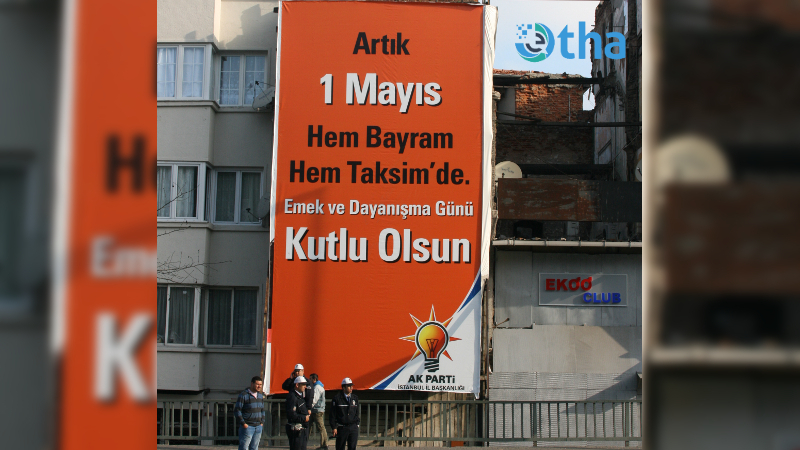 etha
Artık
1 Mayıs
Hem Bayram
Hem Taksim'de.
Emek ve Dayanışma Günü
Kutlu Olsun
AK PARTi
İSTANBUL İL BAŞKANLIĞI
EKOO
CLUB